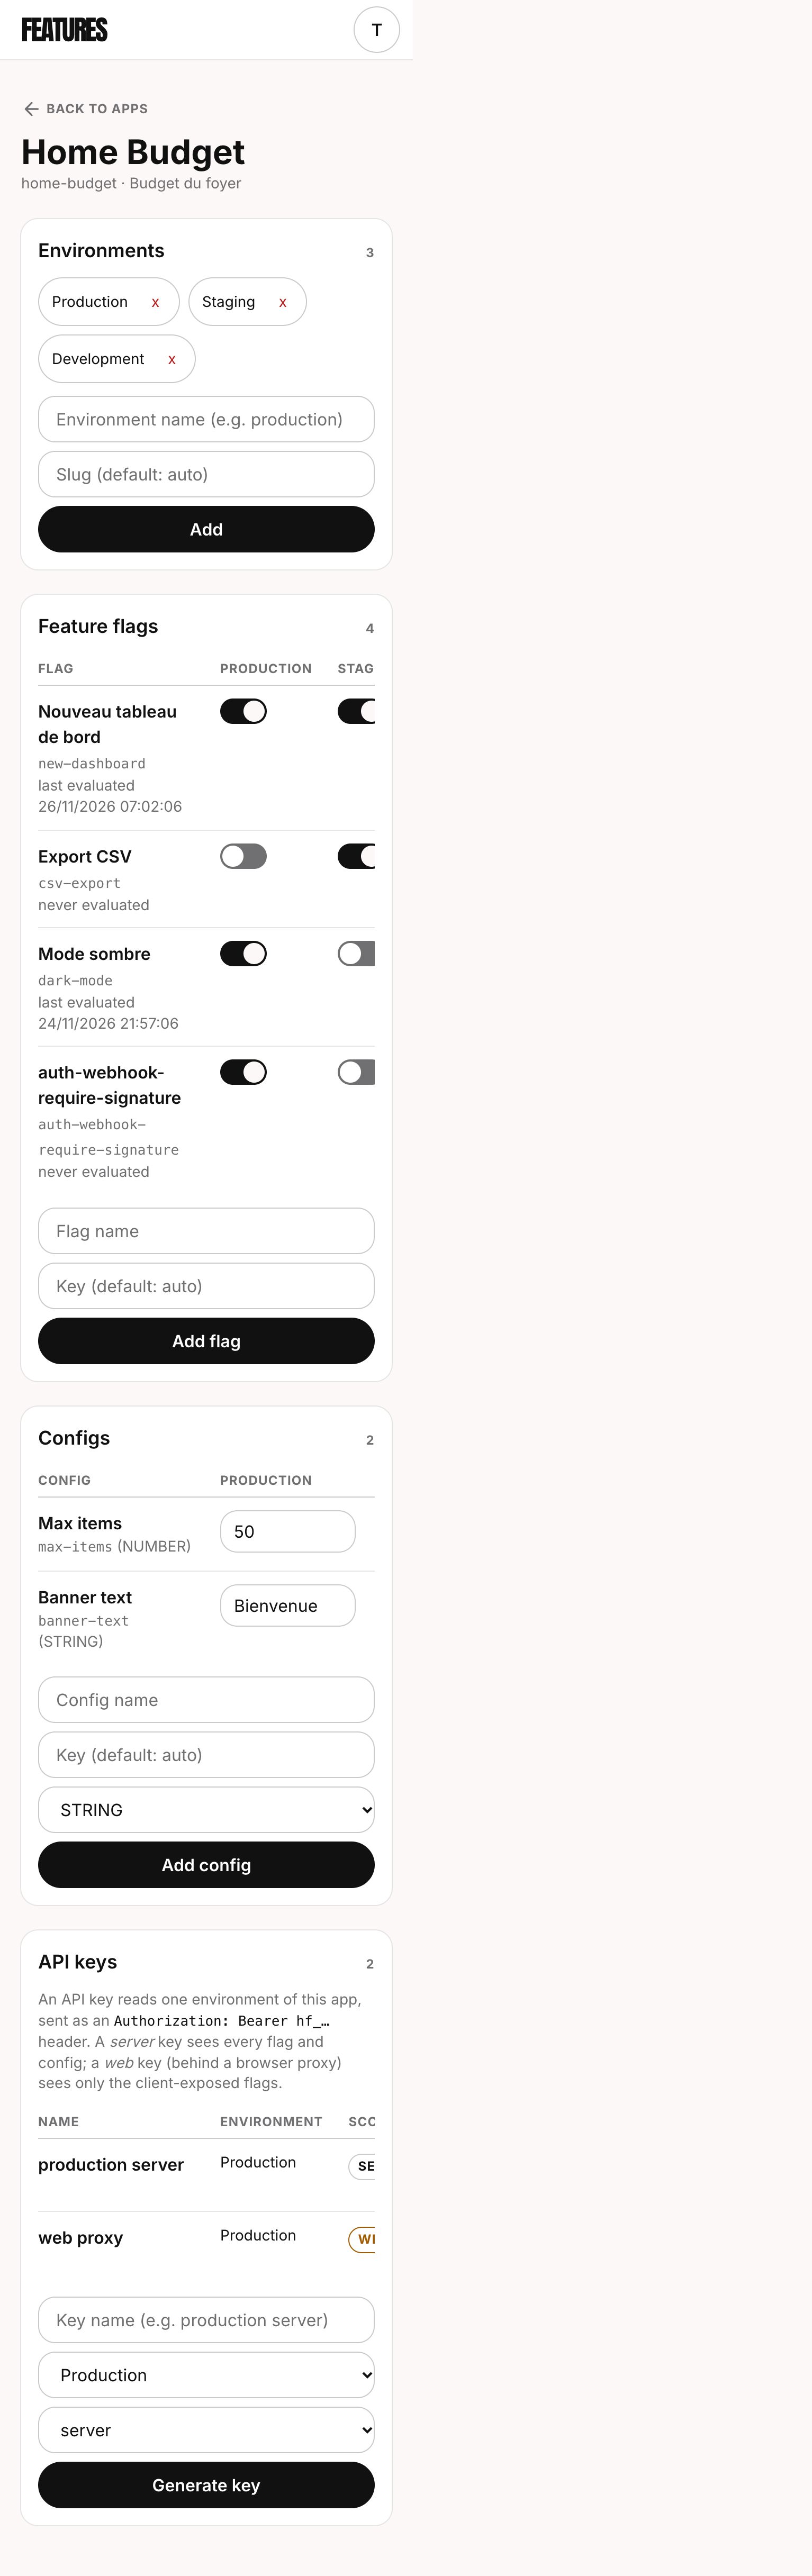 FEATURES
T
BACK TO APPS
Home Budget
home-budget · Budget du foyer
Environments 3
Production x Staging x
Development x
Environment name (e.g. production)
Slug (default: auto)
Add
Feature flags 4
FLAG PRODUCTION STAG
Nouveau tableau
de bord
new-dashboard
last evaluated
26/11/2026 07:02:06
Export CSV
csv-export
never evaluated
Mode sombre
dark-mode
last evaluated
24/11/2026 21:57:06
auth-webhook-
require-signature
auth-webhook-
require-signature
never evaluated
Flag name
Key (default: auto)
Add flag
Configs 2
CONFIG PRODUCTION
Max items
max-items (NUMBER)
50
Banner text
banner-text
(STRING)
Bienvenue
Config name
Key (default: auto)
STRING
Add config
API keys 2
An API key reads one environment of this app,
sent as an Authorization: Bearer hf_…
header. A server key sees every flag and
config; a web key (behind a browser proxy)
sees only the client-exposed flags.
NAME ENVIRONMENT SCO
production server Production SE
web proxy Production
Key name (e.g. production server)
Production
server
Generate key